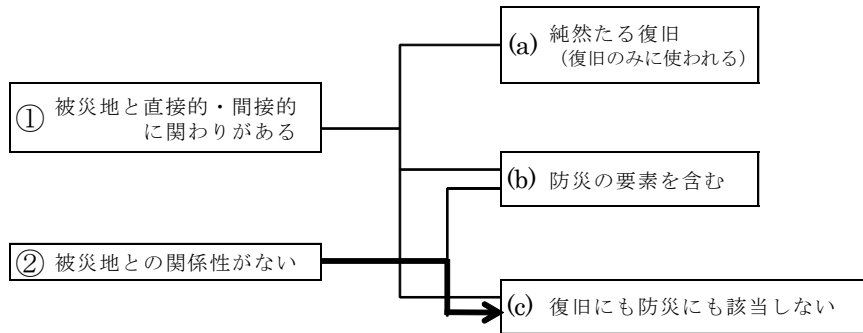 ① 被災地と直接的・間接的
に関わりがある
② 被災地との関係性がない
(a) 純然たる復旧
（復旧のみに使われる）
(b) 防災の要素を含む
(c) 復旧にも防災にも該当しない